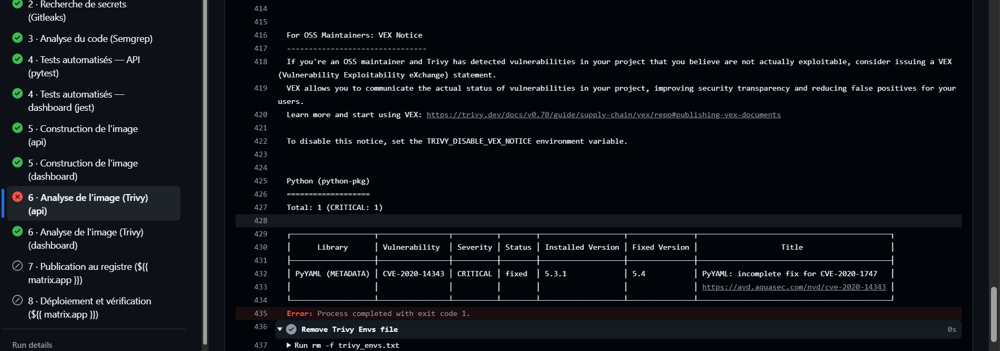 2 · Recherche de secrets
(Gitleaks)
3 · Analyse du code (Semgrep)
4 · Tests automatisés — API
(pytest)
4 · Tests automatisés —
dashboard (jest)
5 · Construction de l'image
(api)
5 · Construction de l'image
(dashboard)
6 · Analyse de l'image (Trivy)
(api)
6 · Analyse de l'image (Trivy)
(dashboard)
7 · Publication au registre (${{
matrix.app }})
8 · Déploiement et vérification
(${{ matrix.app }})
Run details
414
415
416 For OSS Maintainers: VEX Notice
417 --------------------------------
418 If you're an OSS maintainer and Trivy has detected vulnerabilities in your project that you believe are not actually exploitable, consider issuing a VEX
(Vulnerability Exploitability eXchange) statement.
419 VEX allows you to communicate the actual status of vulnerabilities in your project, improving security transparency and reducing false positives for your
users.
420 Learn more and start using VEX: https://trivy.dev/docs/v0.70/guide/supply-chain/vex/repo#publishing-vex-documents
421
422 To disable this notice, set the TRIVY_DISABLE_VEX_NOTICE environment variable.
423
424
425 Python (python-pkg)
426 ===================
427 Total: 1 (CRITICAL: 1)
428
429
430 │ Library │ Vulnerability │ Severity │ Status │ Installed Version │ Fixed Version │ Title │
431
432 │ PyYAML (METADATA) │ CVE-2020-14343 │ CRITICAL │ fixed │ 5.3.1 │ 5.4 │ PyYAML: incomplete fix for CVE-2020-1747 │
433 │ │ │ │ │ │ │ https://avd.aquasec.com/nvd/cve-2020-14343 │
434
435 Error: Process completed with exit code 1.
436 Remove Trivy Envs file 0s
437 Run rm -f trivy_envs.txt